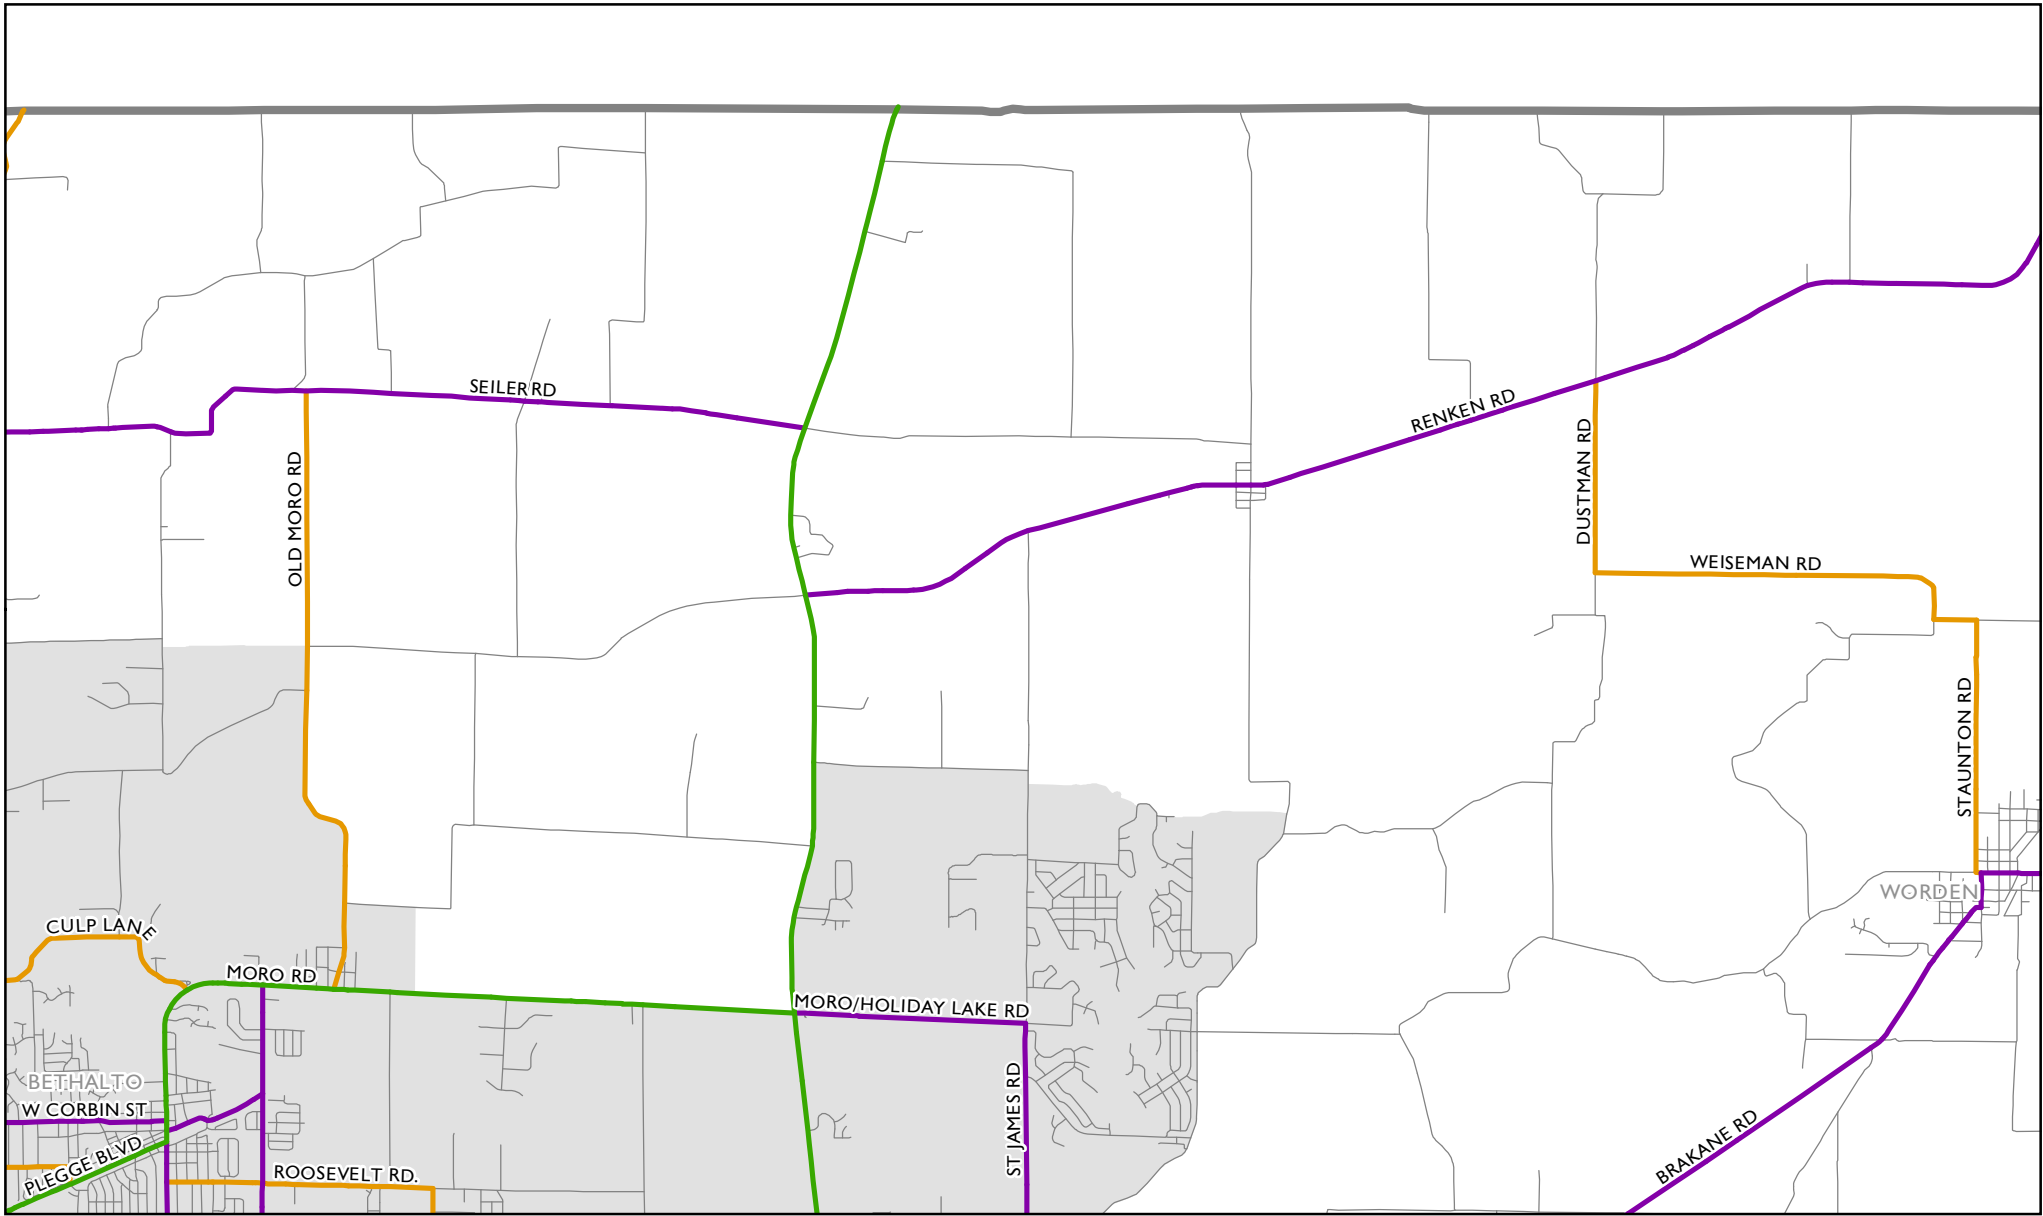 SEILER RD
RENKEN RD
OLD MORO RD
DUSTMAN RD
WEISEMAN RD
STAUNTON RD
WORDEN
CULP LANE
MORO RD
MORO/HOLIDAY LAKE RD
BETHALTO
W CORBIN ST
ST JAMES RD
PLEGGE BLVD
BRAKANE RD
ROOSEVELT RD.